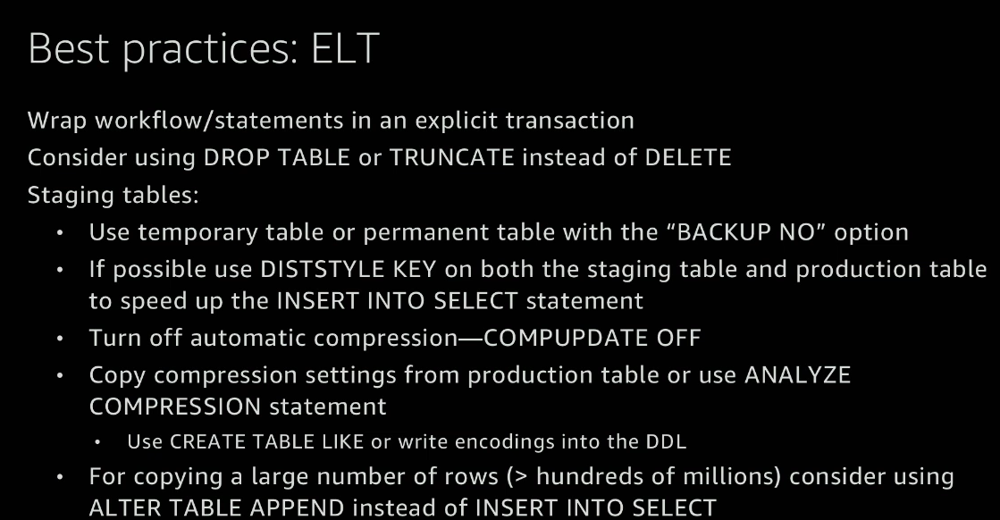 Best practices: ELT
Wrap workflow/statements in an explicit transaction
Consider using DROP TABLE or TRUNCATE instead of DELETE
Staging tables:
• Use temporary table or permanent table with the “BACKUP NO” option
• If possible use DISTSTYLE KEY on both the staging table and production table
to speed up the INSERT INTO SELECT statement
• Turn off automatic compression—COMPUPDATE OFF
• Copy compression settings from production table or use ANALYZE
COMPRESSION statement
• Use CREATE TABLE LIKE or write encodings into the DDL
• For copying a large number of rows (> hundreds of millions) consider using
ALTER TABLE APPEND instead of INSERT INTO SELECT